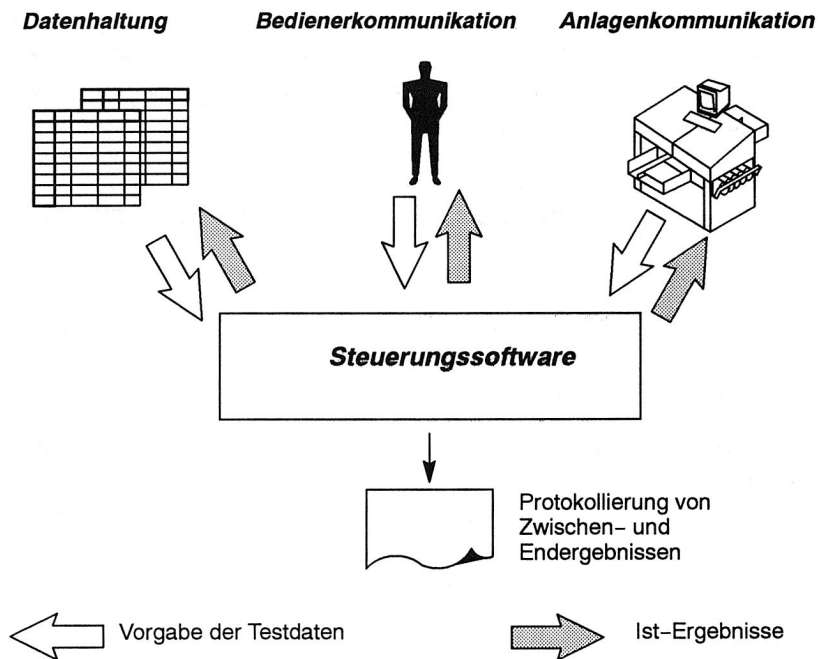 Datenhaltung
Bedienerkommunikation
Anlagenkommunikation
Steuerungssoftware
Protokollierung von
Zwischen- und
Endergebnissen
Vorgabe der Testdaten
Ist-Ergebnisse